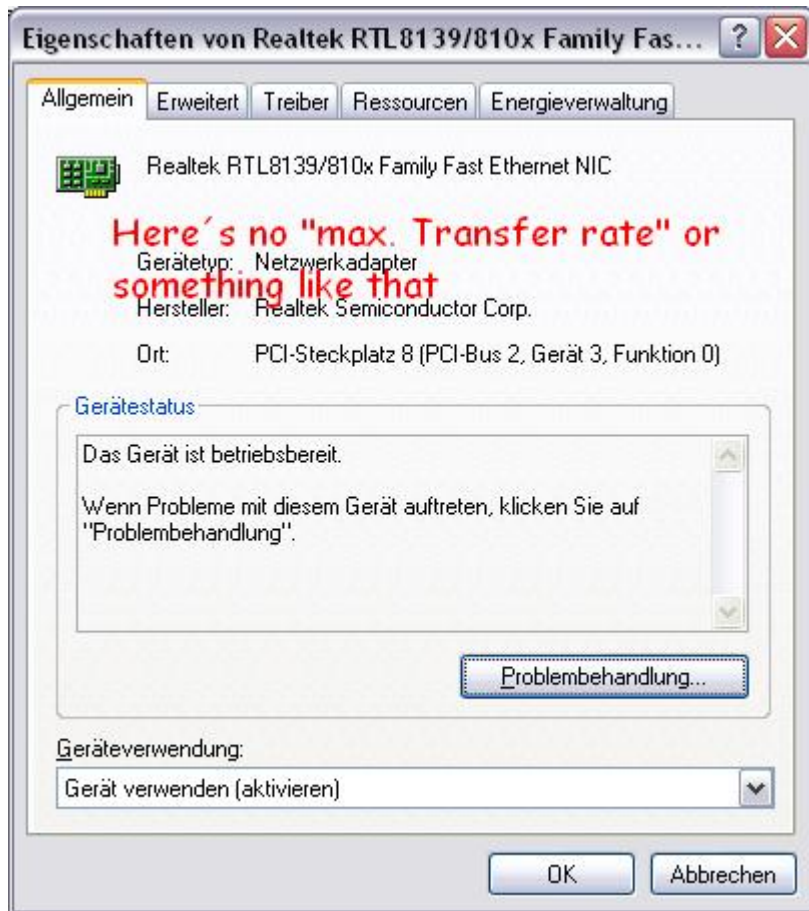 Eigenschaften von Realtek RTL8139/810x Family Fas...
Allgemein Erweitert Treiber Ressourcen Energieverwaltung
Realtek RTL8139/810x Family Fast Ethernet NIC
Here´s no "max. Transfer rate" or
Gerätetyp: Netzwerkadapter
something like that
Hersteller: Realtek Semiconductor Corp.
Ort: PCI-Steckplatz 8 (PCI-Bus 2, Gerät 3, Funktion 0)
Gerätestatus
Das Gerät ist betriebsbereit.
Wenn Probleme mit diesem Gerät auftreten, klicken Sie auf
"Problembehandlung".
Problembehandlung...
Geräteverwendung:
Gerät verwenden (aktivieren)
OK Abbrechen